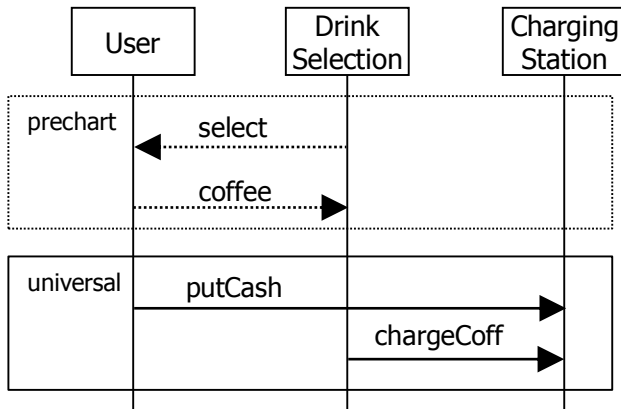 User
Drink
Selection
Charging
Station
prechart
select
coffee
universal
putCash
chargeCoff